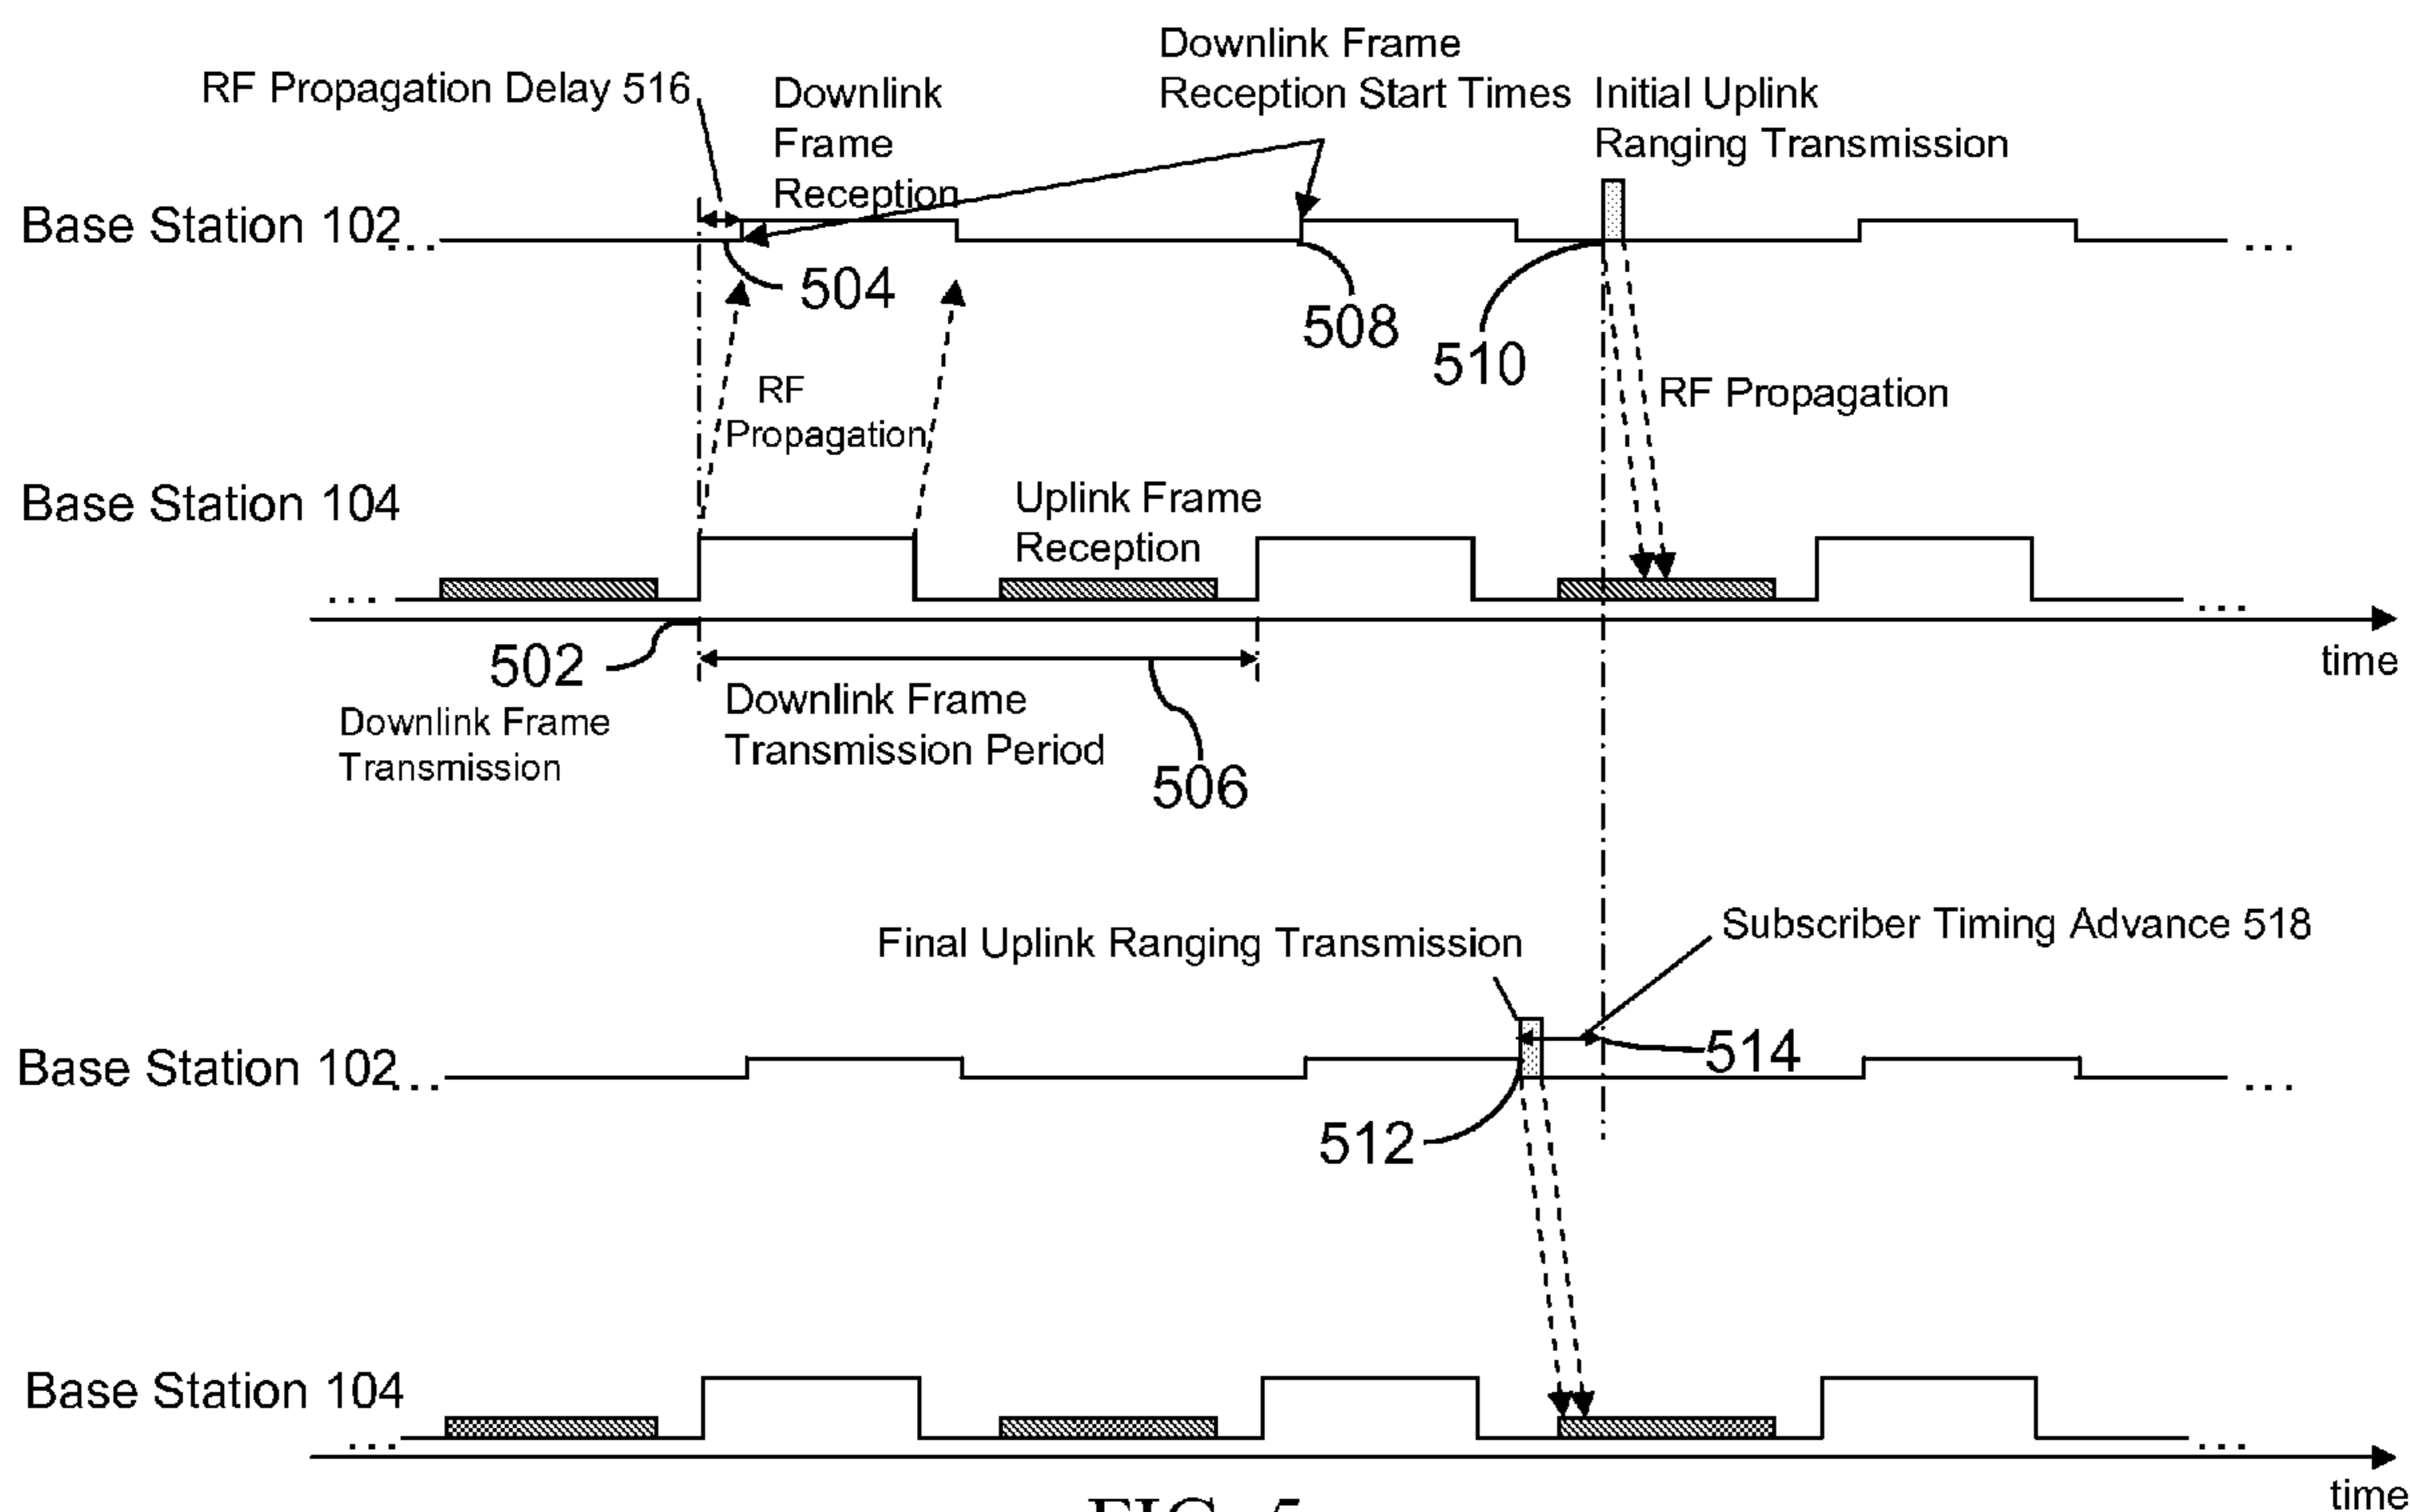 Downlink Frame
Reception Start Times
RF Propagation Delay 516
Downlink
Frame
Reception
Initial Uplink
Ranging Transmission
Base Station 102...
...
504
508
510
RF
Propagation
RF Propagation
Base Station 104
Uplink Frame
Reception
...
...
502
time
Downlink Frame
Transmission
Downlink Frame
Transmission Period
506
Final Uplink Ranging Transmission
Subscriber Timing Advance 518
514
Base Station 102...
...
512
Base Station 104
...
...
time
FIG. 5